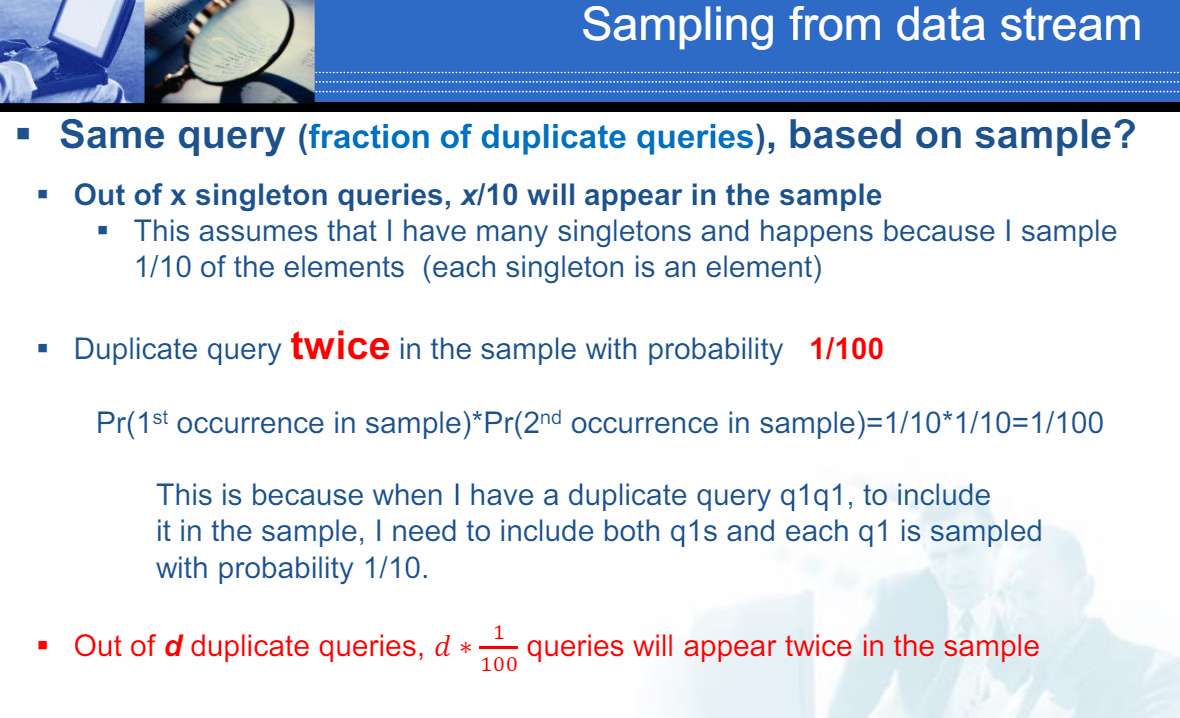 Sampling from data stream
▪ Same query (fraction of duplicate queries), based on sample?
▪ Out of x singleton queries, x/10 will appear in the sample
▪ This assumes that I have many singletons and happens because I sample
1/10 of the elements (each singleton is an element)
▪ Duplicate query twice in the sample with probability 1/100
Pr(1st occurrence in sample)*Pr(2nd occurrence in sample)=1/10*1/10=1/100
This is because when I have a duplicate query q1q1, to include
it in the sample, I need to include both q1s and each q1 is sampled
with probability 1/10.
▪ Out of d duplicate queries, d ∗ 1/100 queries will appear twice in the sample